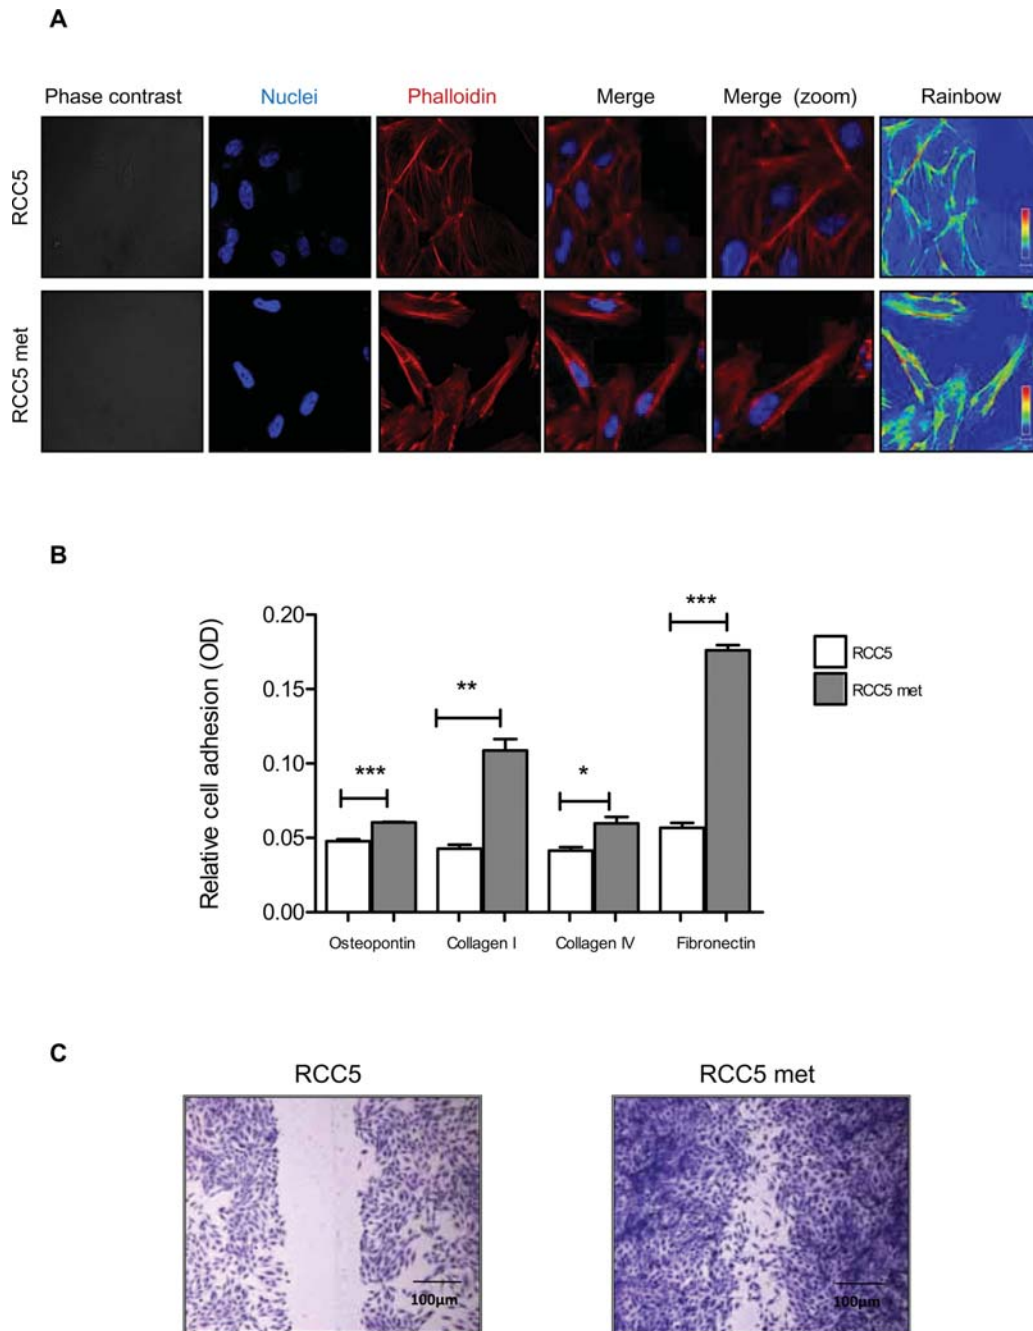 A
Phase contrast Nuclei Phalloidin Merge Merge (zoom) Rainbow
RCC5
RCC5 met
B
Relative cell adhesion (OD)
0.20
0.15
0.10
0.05
0.00
***
**
*
***
Osteopontin Collagen I Collagen IV Fibronectin
RCC5
RCC5 met
C
RCC5 RCC5 met
100µm 100µm